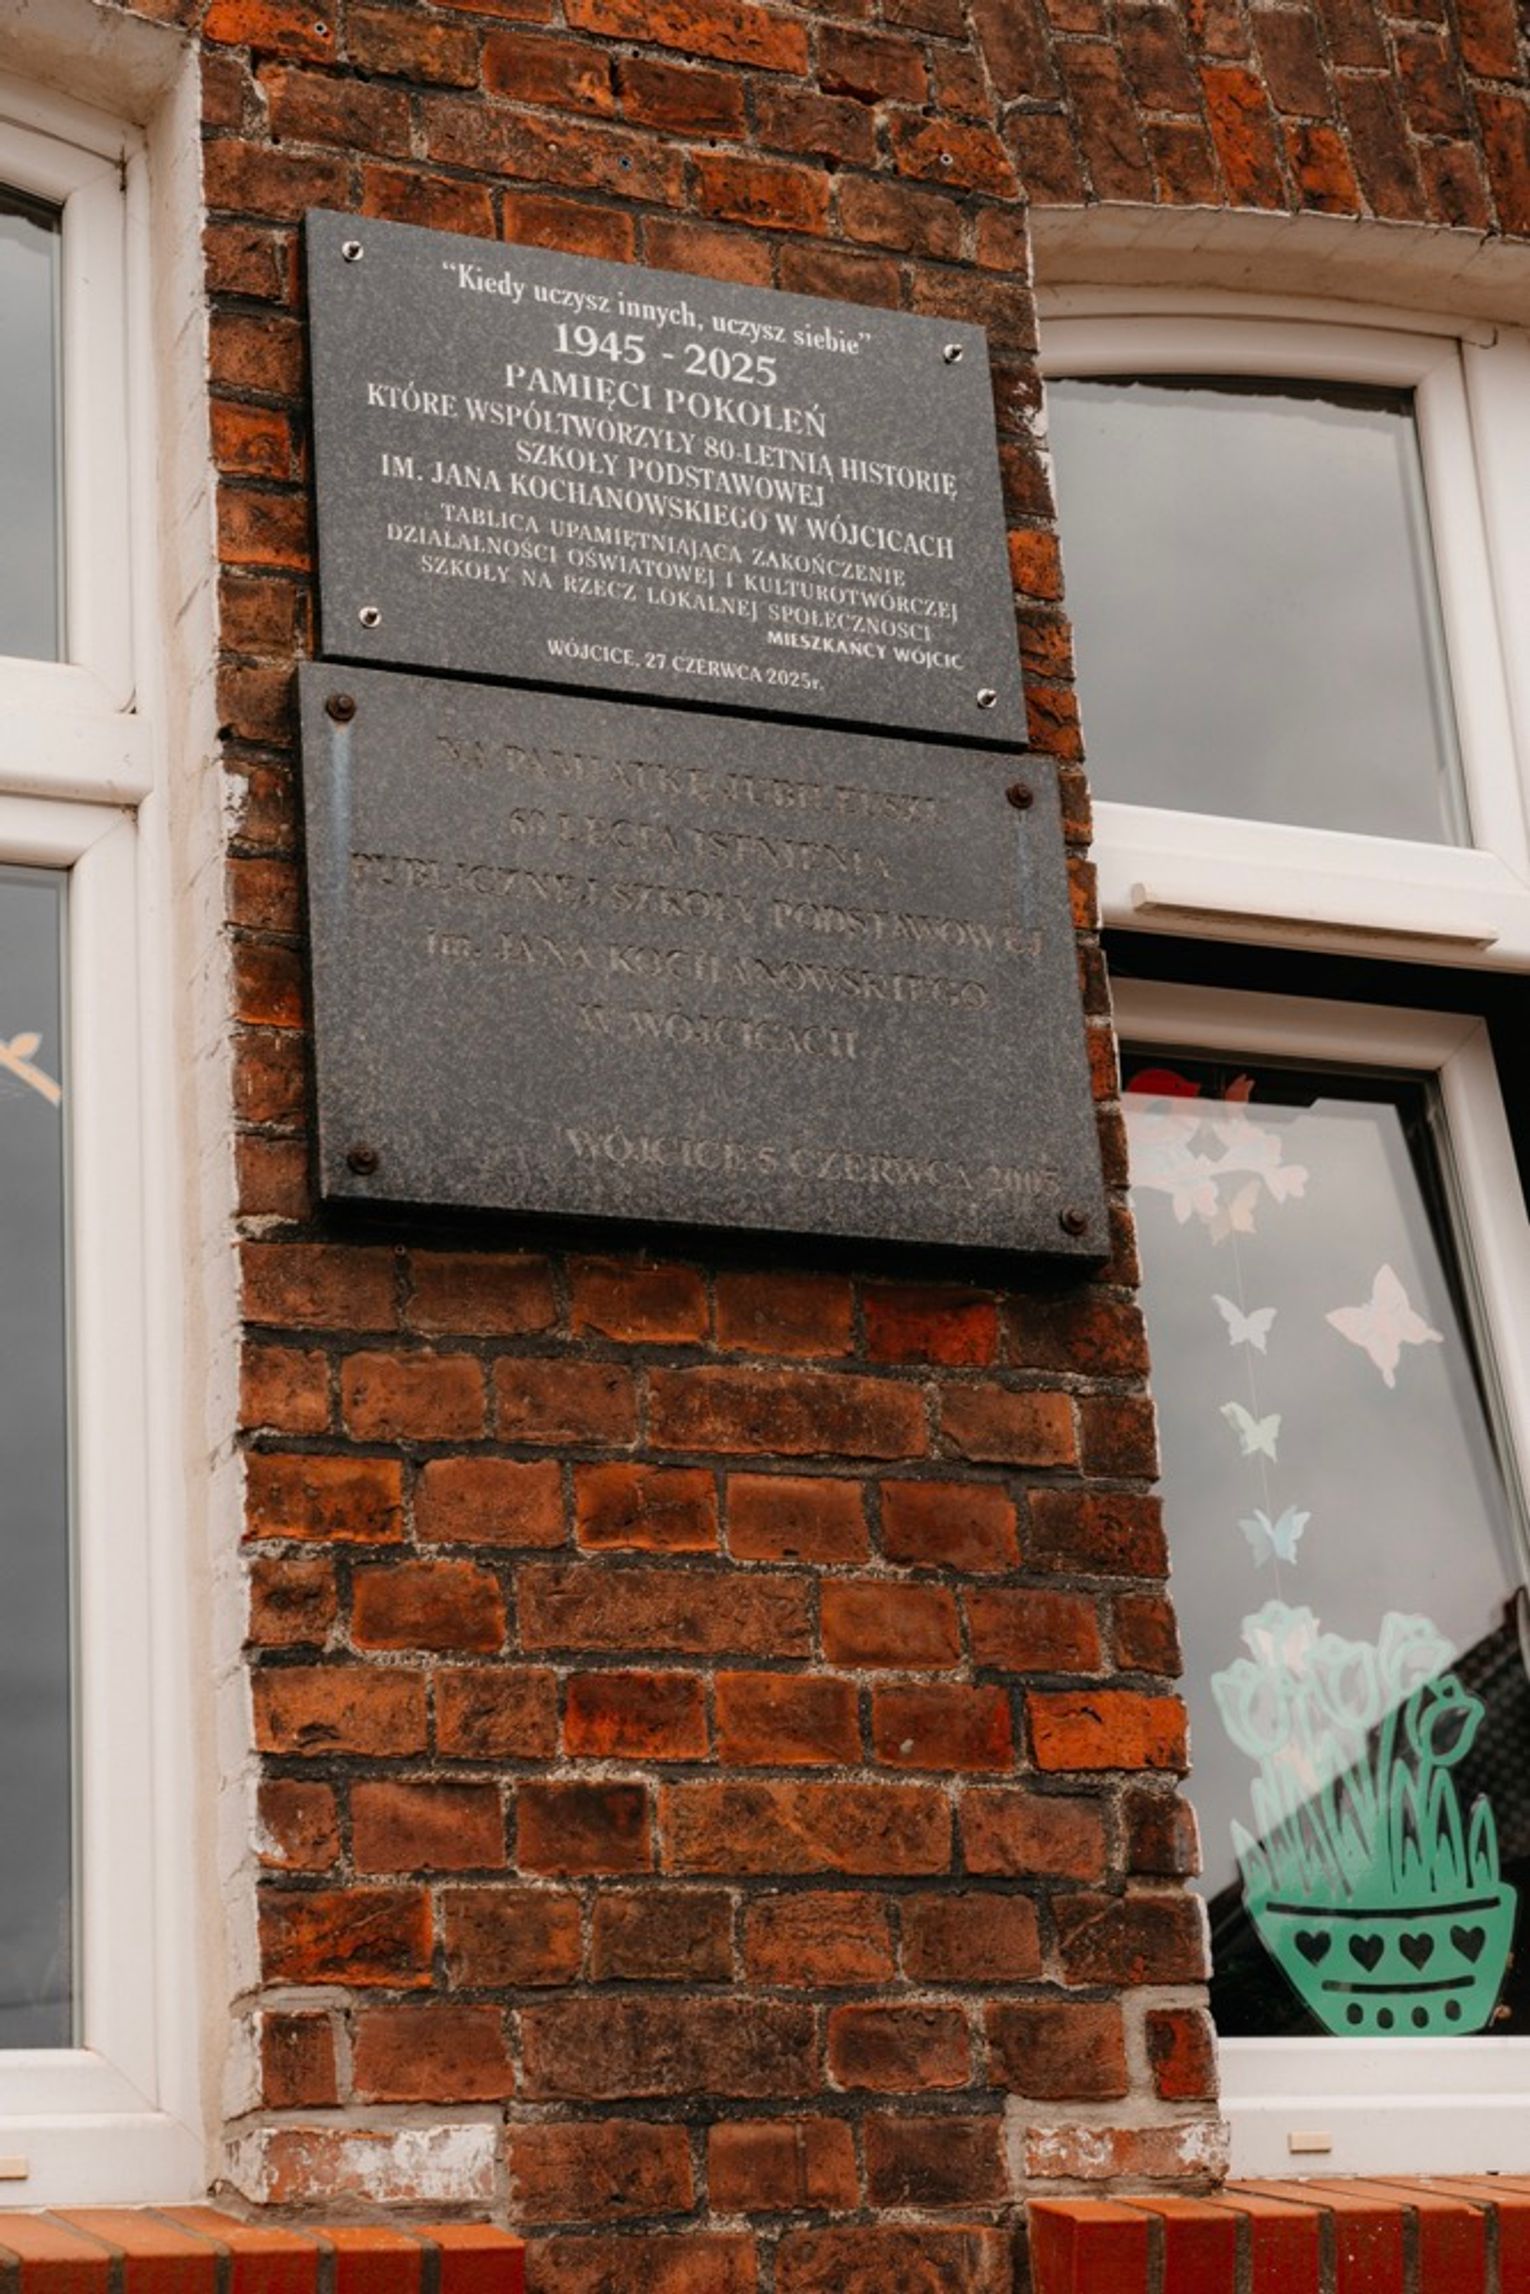 “Kiedy uczysz innych, uczysz siebie”
1945 - 2025
PAMIĘCI POKOLEŃ
KTÓRE WSPÓŁTWORZYŁY 80-LETNIĄ HISTORIĘ
SZKOŁY PODSTAWOWEJ
IM. JANA KOCHANOWSKIEGO W WÓJCICACH
TABLICA UPAMIĘTNIAJĄCA ZAKOŃCZENIE
DZIAŁALNOŚCI OŚWIATOWEJ I KULTUROTWÓRCZEJ
SZKOŁY NA RZECZ LOKALNEJ SPOŁECZNOŚCI
MIESZKAŃCY WÓJCIC
WÓJCICE, 27 CZERWCA 2025r.
NA PAMIĄTKĘ JUBILEUSZU
60 LECIA ISTNIENIA
PUBLICZNEJ SZKOŁY PODSTAWOWEJ
im. JANA KOCHANOWSKIEGO
W WÓJCICACH
WÓJCICE 5 CZERWCA 2005